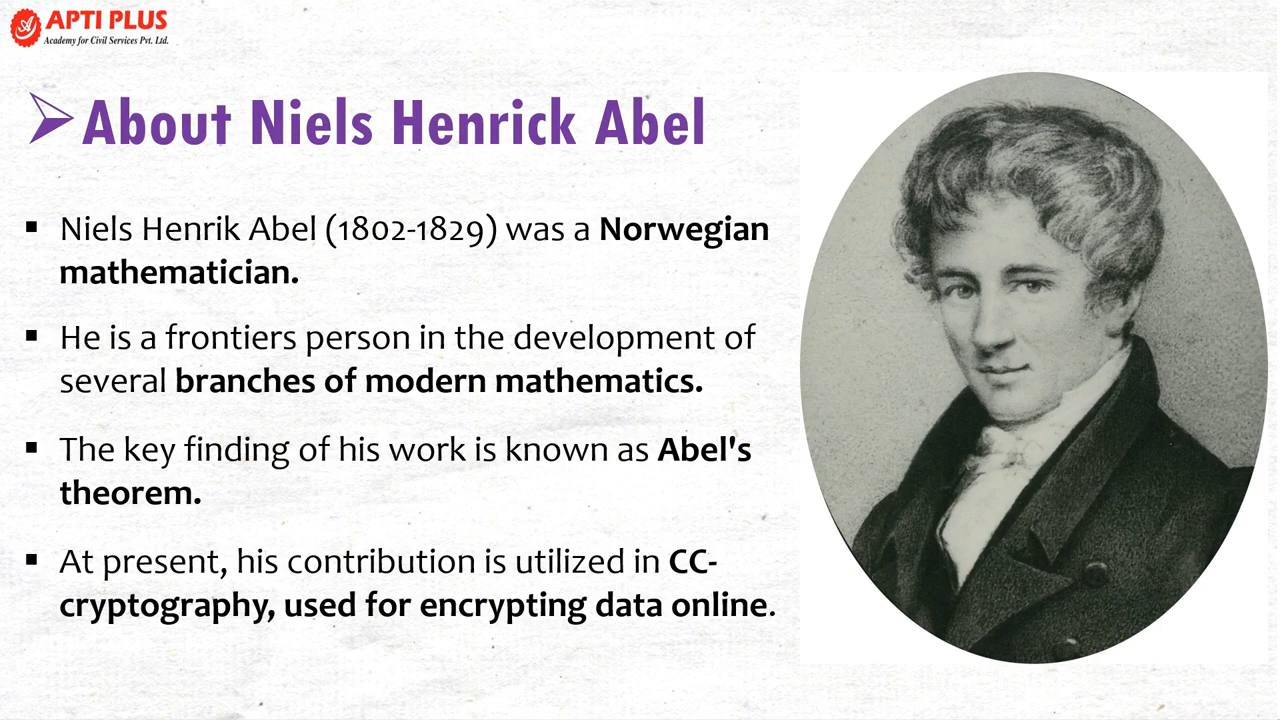 APTI PLUS
Academy for Civil Services Pvt. Ltd.
About Niels Henrick Abel
Niels Henrik Abel (1802-1829) was a Norwegian
mathematician.
He is a frontiers person in the development of
several branches of modern mathematics.
The key finding of his work is known as Abel's
theorem.
At present, his contribution is utilized in CC-
cryptography, used for encrypting data online.